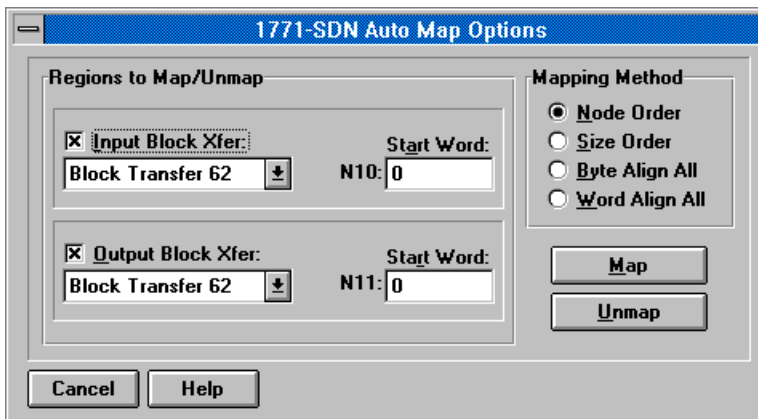 1771-SDN Auto Map Options
Regions to Map/Unmap
Input Block Xfer:
Start Word:
Block Transfer 62
N10: 0
Output Block Xfer:
Start Word:
Block Transfer 62
N11: 0
Mapping Method
Node Order
Size Order
Byte Align All
Word Align All
Map
Unmap
Cancel
Help